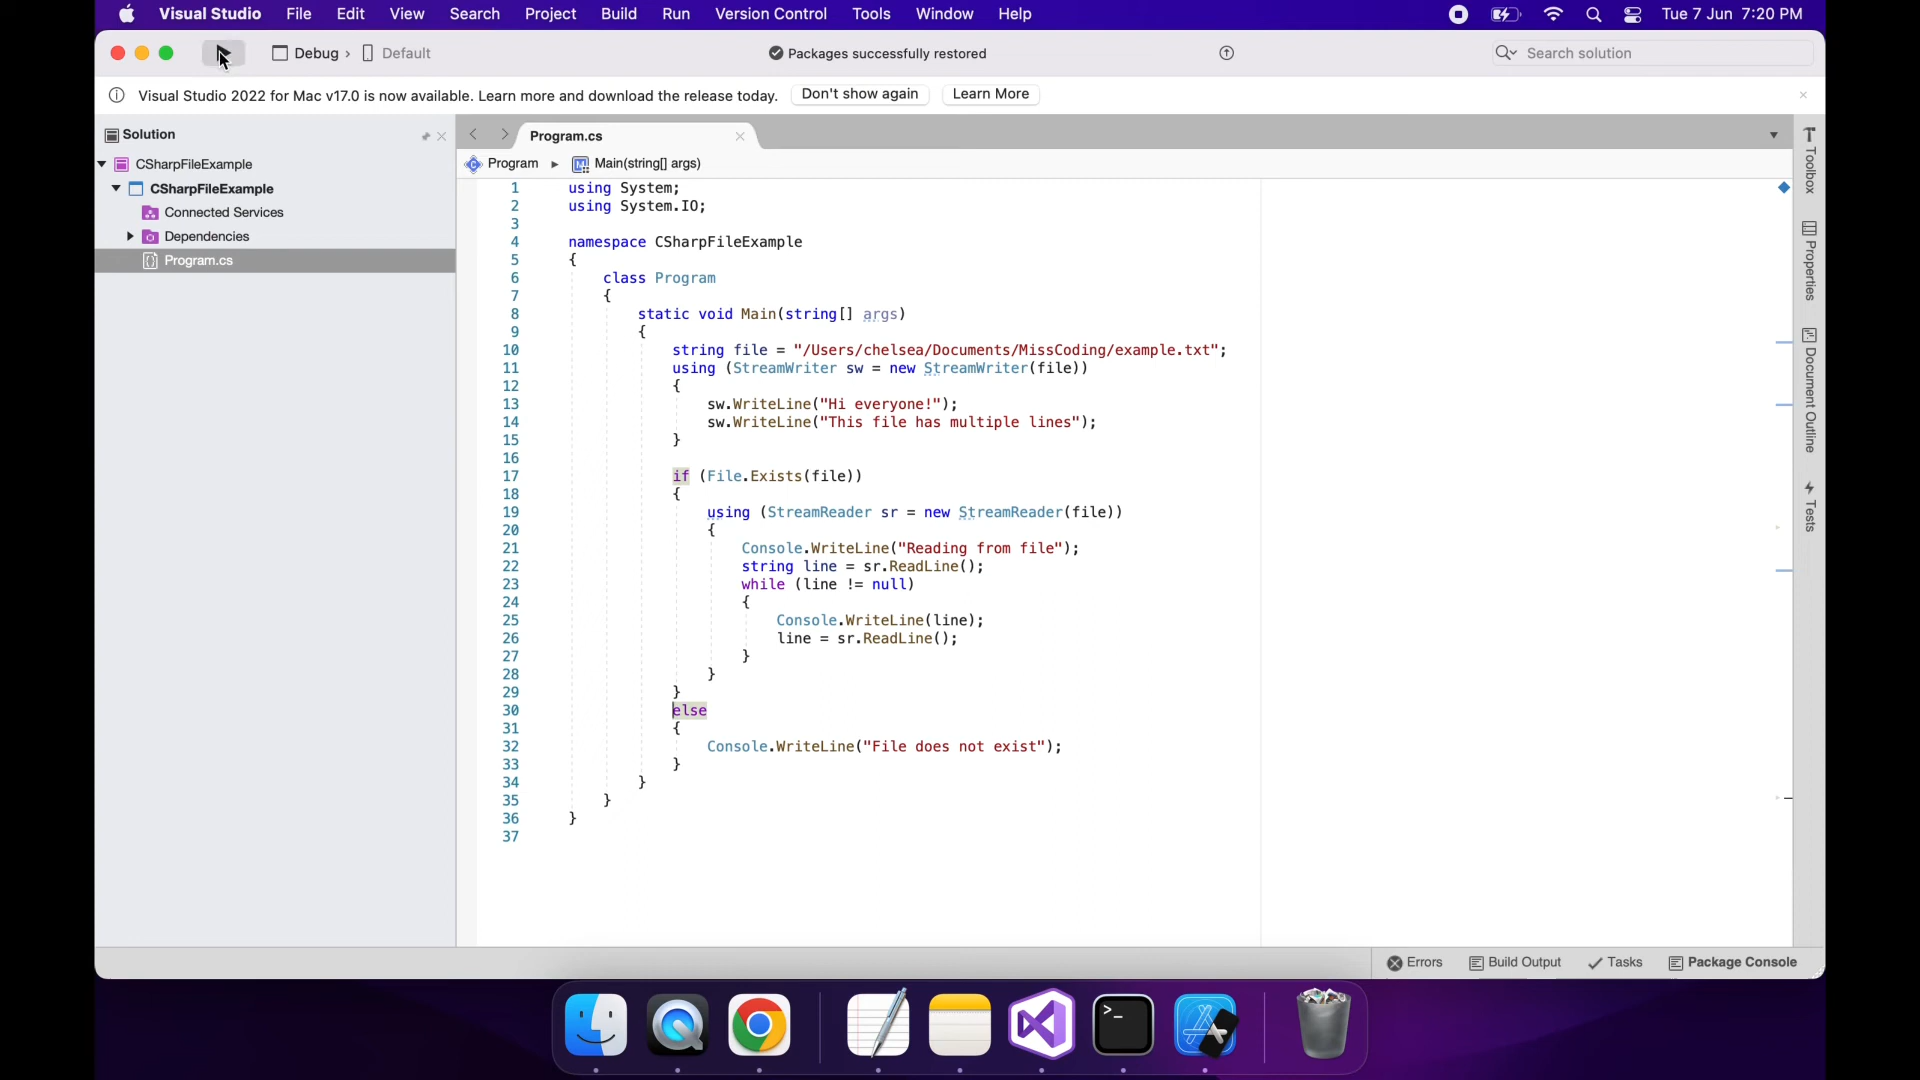 Visual Studio File Edit View Search Project Build Run Version Control Tools Window Help Tue 7 Jun 7:20 PM
Debug › Default Packages successfully restored Search solution
Visual Studio 2022 for Mac v17.0 is now available. Learn more and download the release today. Don't show again Learn More
Solution
CSharpFileExample
CSharpFileExample
Connected Services
Dependencies
Program.cs
Program.cs
Program Main(string[] args)
1 using System;
2 using System.IO;
3
4 namespace CSharpFileExample
5 {
6 class Program
7 {
8 static void Main(string[] args)
9 {
10 string file = "/Users/chelsea/Documents/MissCoding/example.txt";
11 using (StreamWriter sw = new StreamWriter(file))
12 {
13 sw.WriteLine("Hi everyone!");
14 sw.WriteLine("This file has multiple lines");
15 }
16
17 if (File.Exists(file))
18 {
19 using (StreamReader sr = new StreamReader(file))
20 {
21 Console.WriteLine("Reading from file");
22 string line = sr.ReadLine();
23 while (line != null)
24 {
25 Console.WriteLine(line);
26 line = sr.ReadLine();
27 }
28 }
29 }
30 else
31 {
32 Console.WriteLine("File does not exist");
33 }
34 }
35 }
36 }
37
Toolbox
Properties
Document Outline
Tests
Errors Build Output Tasks Package Console